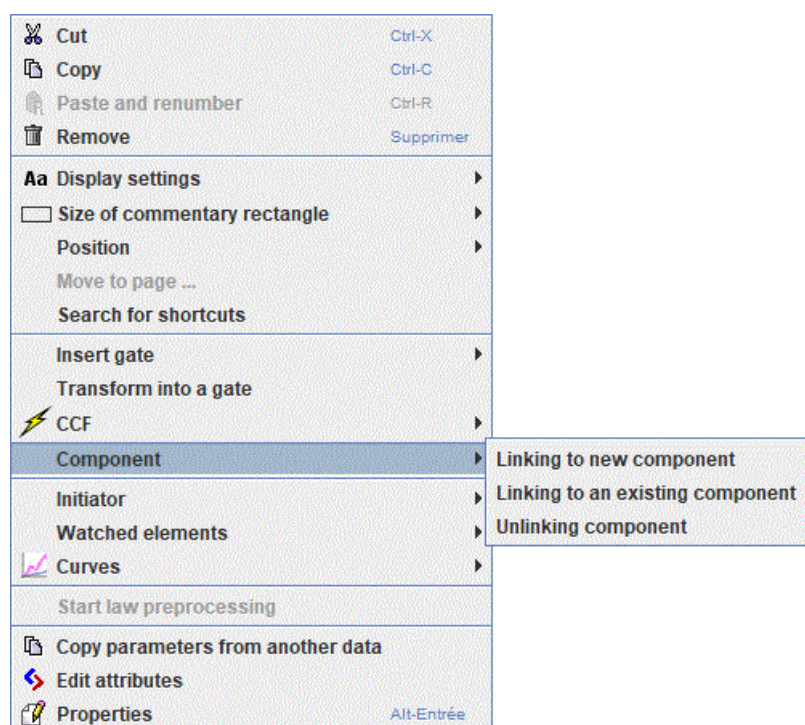 Cut Ctrl-X
Copy Ctrl-C
Paste and renumber Ctrl-R
Remove Supprimer
Aa Display settings
Size of commentary rectangle
Position
Move to page ...
Search for shortcuts
Insert gate
Transform into a gate
CCF
Component
Linking to new component
Linking to an existing component
Unlinking component
Initiator
Watched elements
Curves
Start law preprocessing
Copy parameters from another data
Edit attributes
Properties Alt-Entrée